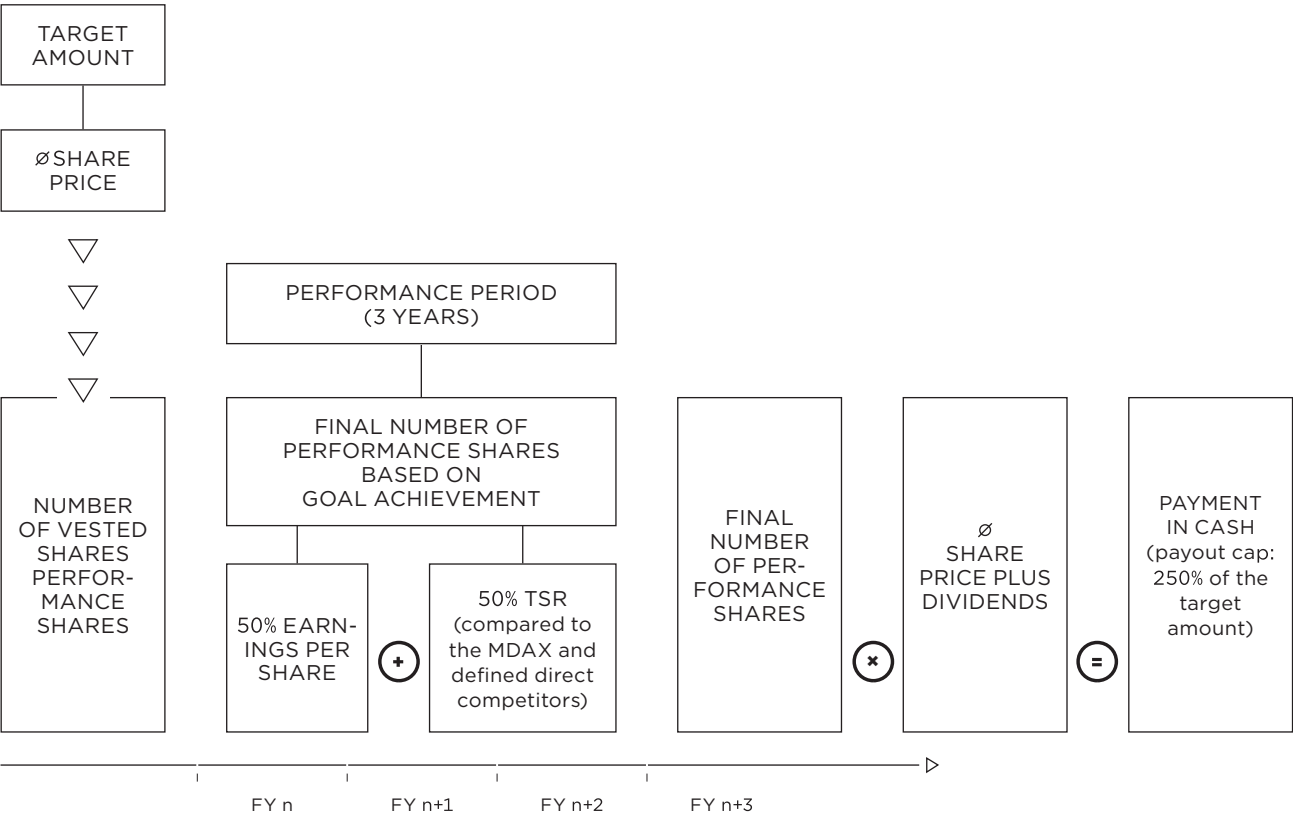 TARGET
AMOUNT
Ø SHARE
PRICE
PERFORMANCE PERIOD
(3 YEARS)
NUMBER
OF VESTED
SHARES
PERFOR-
MANCE
SHARES
FINAL NUMBER OF
PERFORMANCE SHARES
BASED ON
GOAL ACHIEVEMENT
50% EARN-
INGS PER
SHARE
+
50% TSR
(compared to
the MDAX and
defined direct
competitors)
FINAL
NUMBER
OF PER-
FORMANCE
SHARES
×
Ø
SHARE
PRICE PLUS
DIVIDENDS
=
PAYMENT
IN CASH
(payout cap:
250% of the
target
amount)
FY n
FY n+1
FY n+2
FY n+3